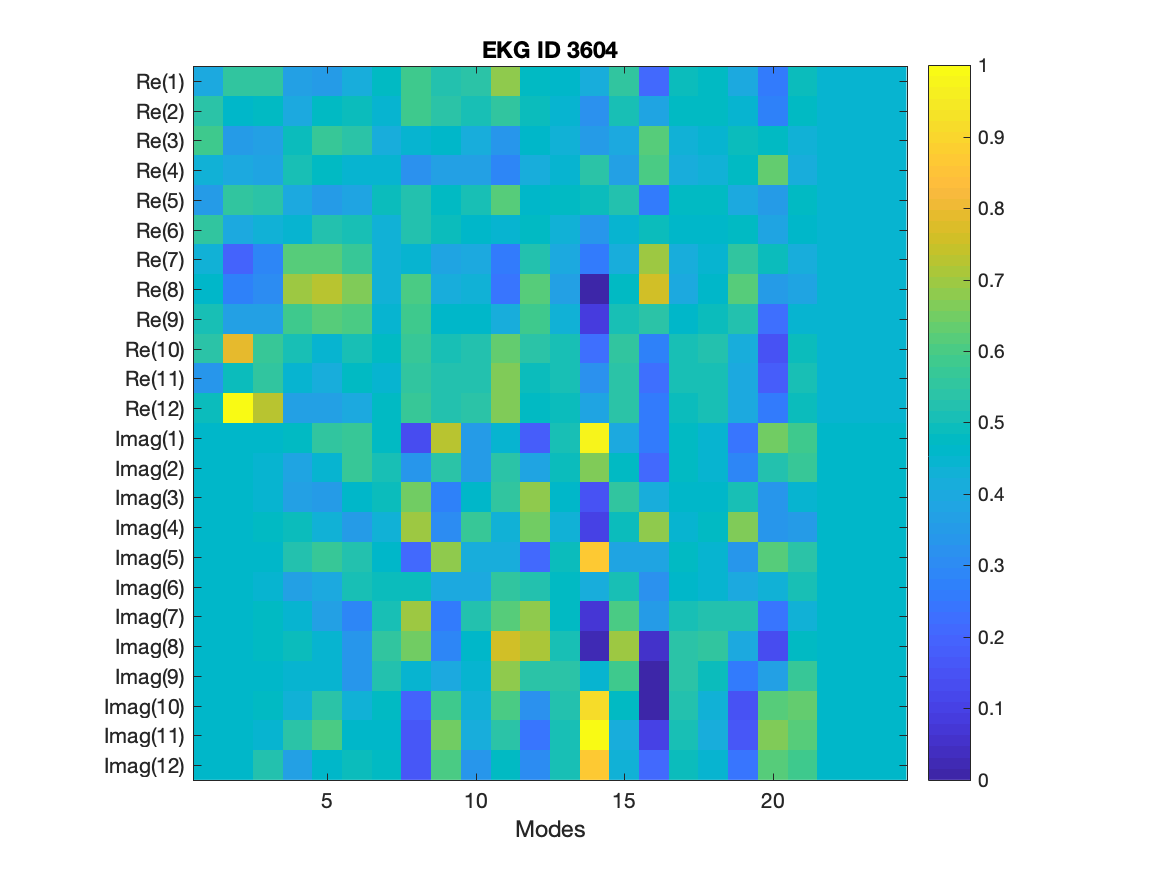 EKG ID 3604
Re(1)
Re(2)
Re(3)
Re(4)
Re(5)
Re(6)
Re(7)
Re(8)
Re(9)
Re(10)
Re(11)
Re(12)
Imag(1)
Imag(2)
Imag(3)
Imag(4)
Imag(5)
Imag(6)
Imag(7)
Imag(8)
Imag(9)
Imag(10)
Imag(11)
Imag(12)
5 10 15 20
Modes
1
0.9
0.8
0.7
0.6
0.5
0.4
0.3
0.2
0.1
0